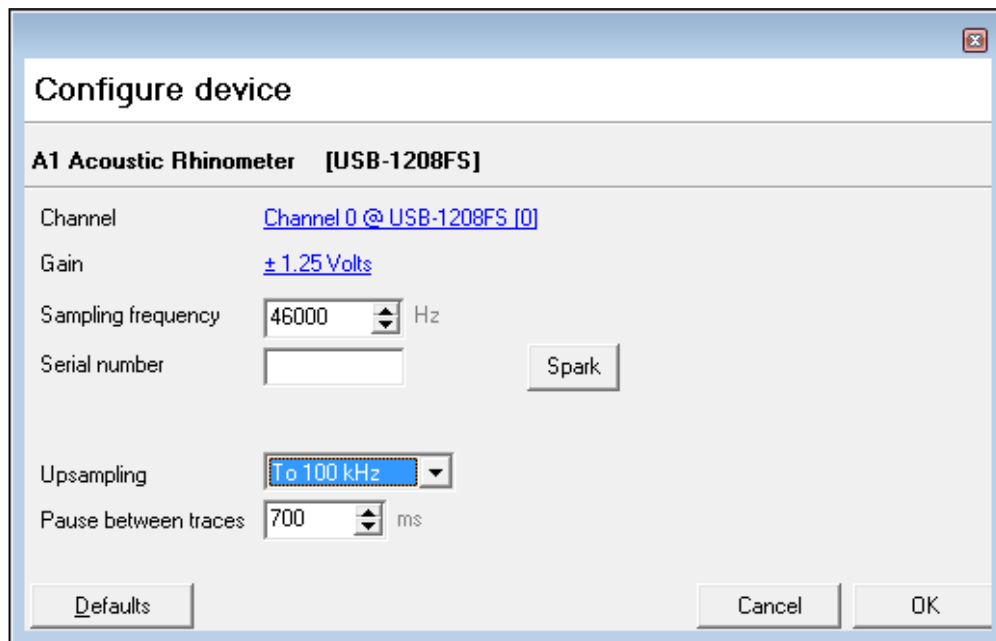 Configure device
A1 Acoustic Rhinometer [USB-1208FS]
Channel Channel 0 @ USB-1208FS [0]
Gain ± 1.25 Volts
Sampling frequency 46000 Hz
Serial number Spark
Upsampling To 100 kHz
Pause between traces 700 ms
Defaults Cancel OK